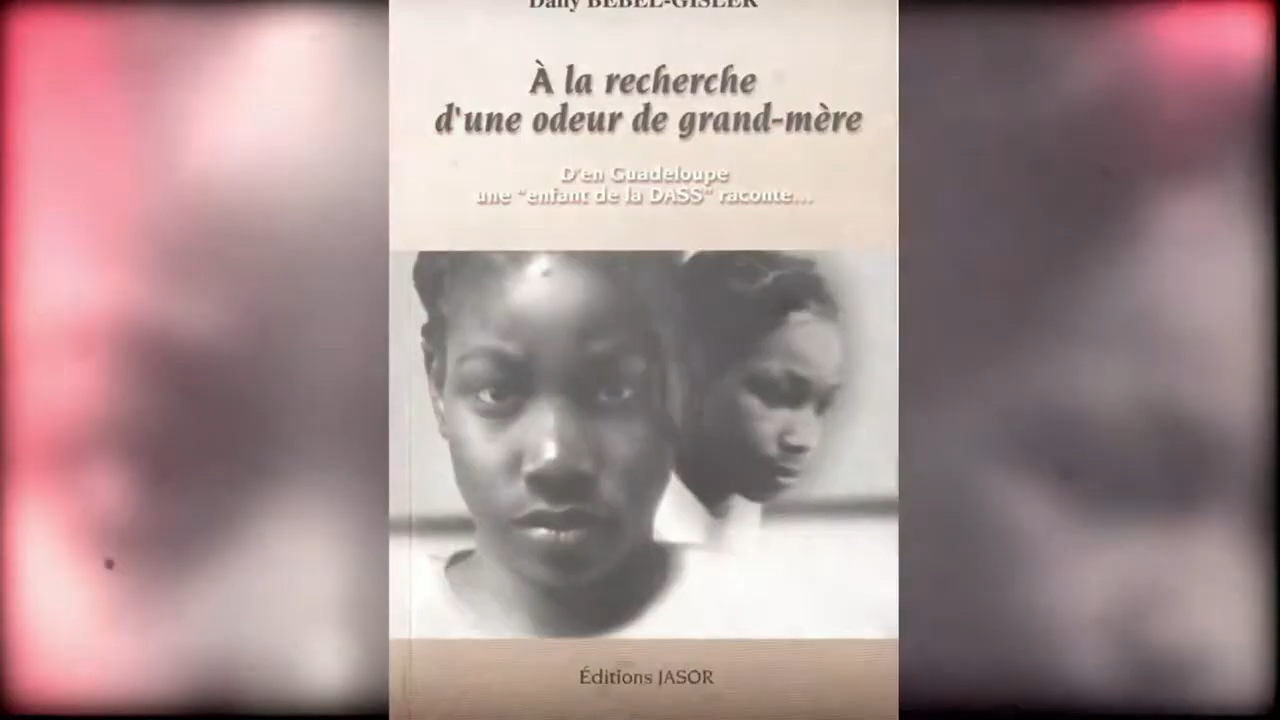 Dany BEBEL-GISLER
À la recherche
d'une odeur de grand-mère
D'en Guadeloupe
une "enfant de la DASS" raconte...
Éditions JASOR